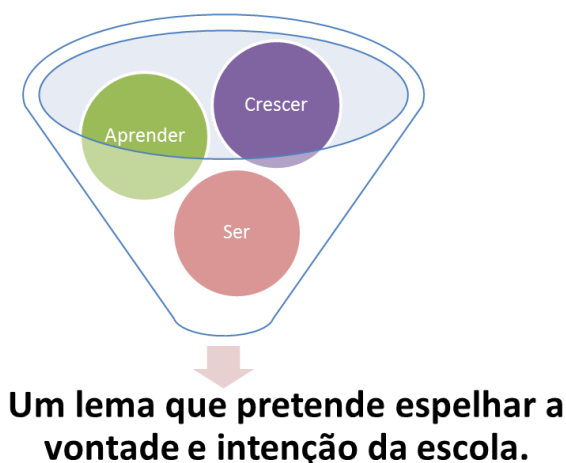 Crescer
Aprender
Ser
Um lema que pretende espelhar a
vontade e intenção da escola.